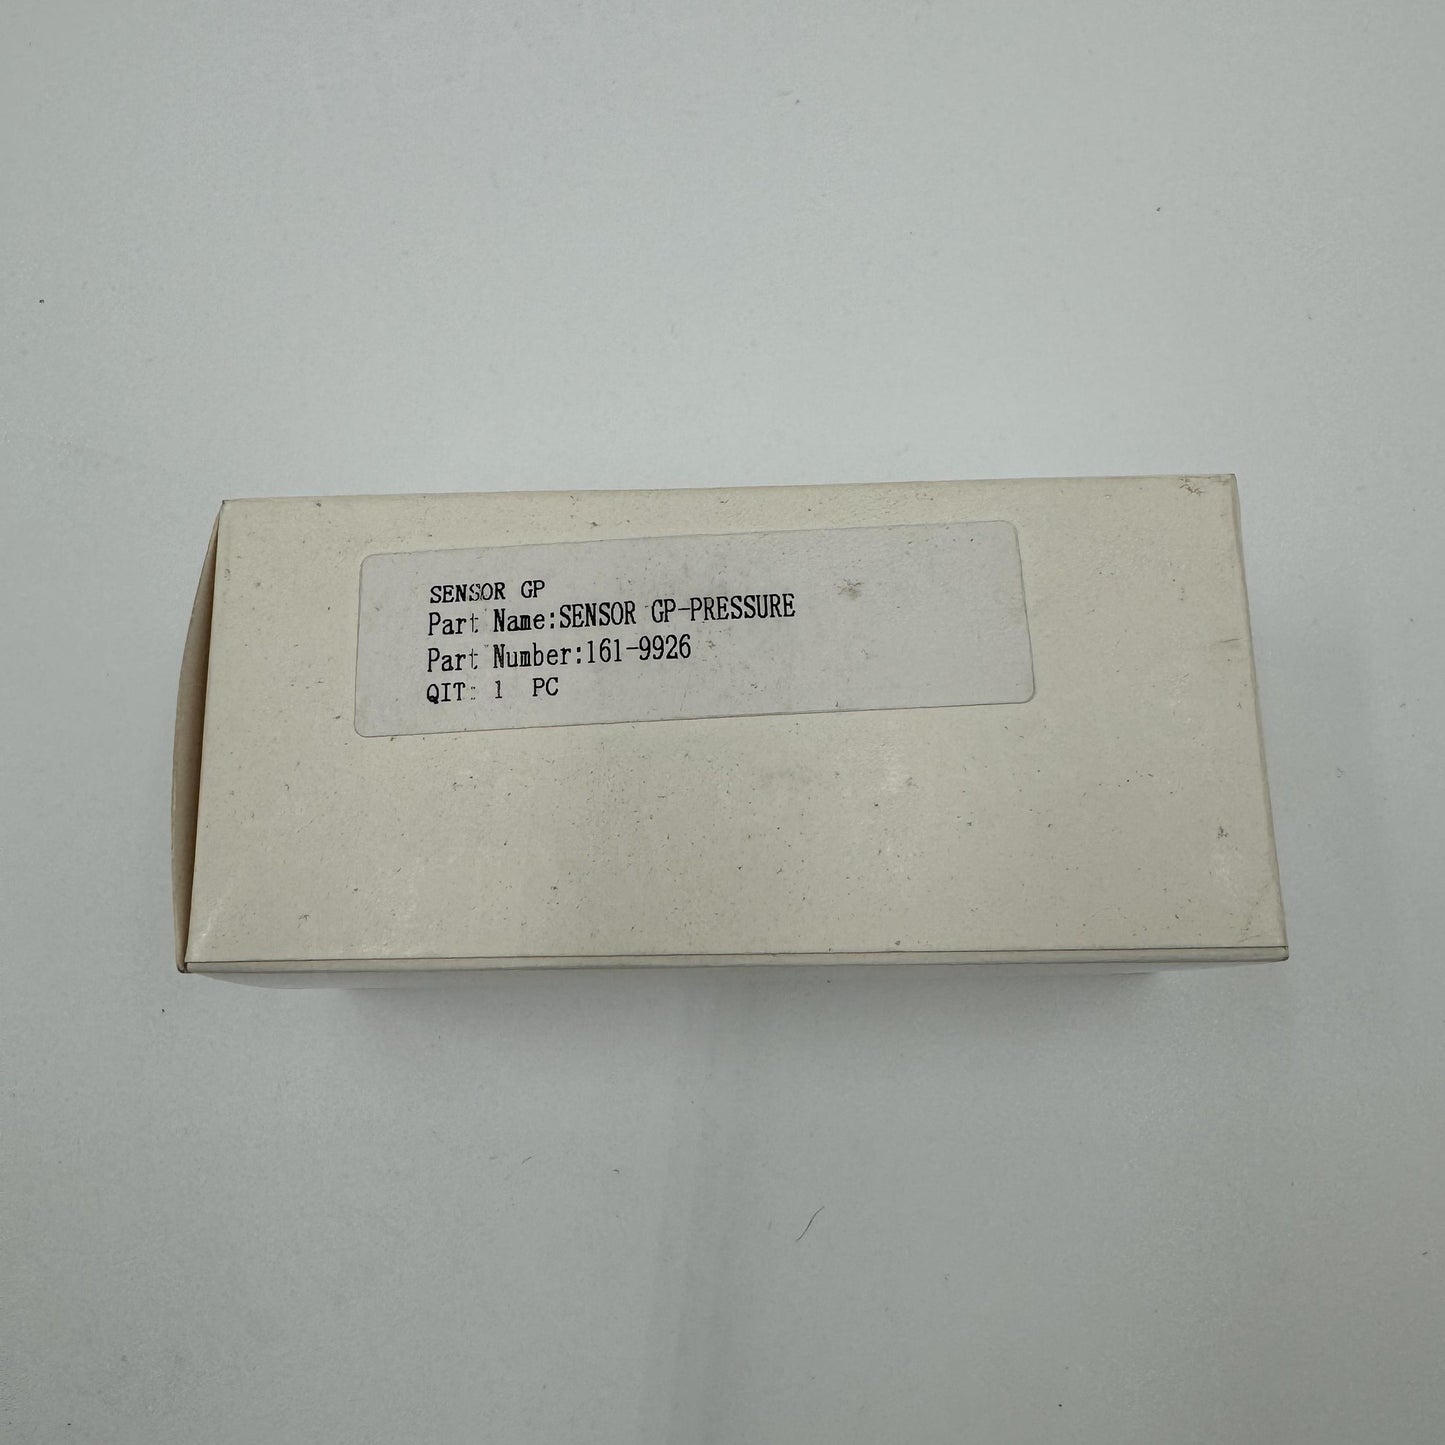 SENSOR GP
Part Name:SENSOR GP-PRESSURE
Part Number:161-9926
QIT: 1 PC